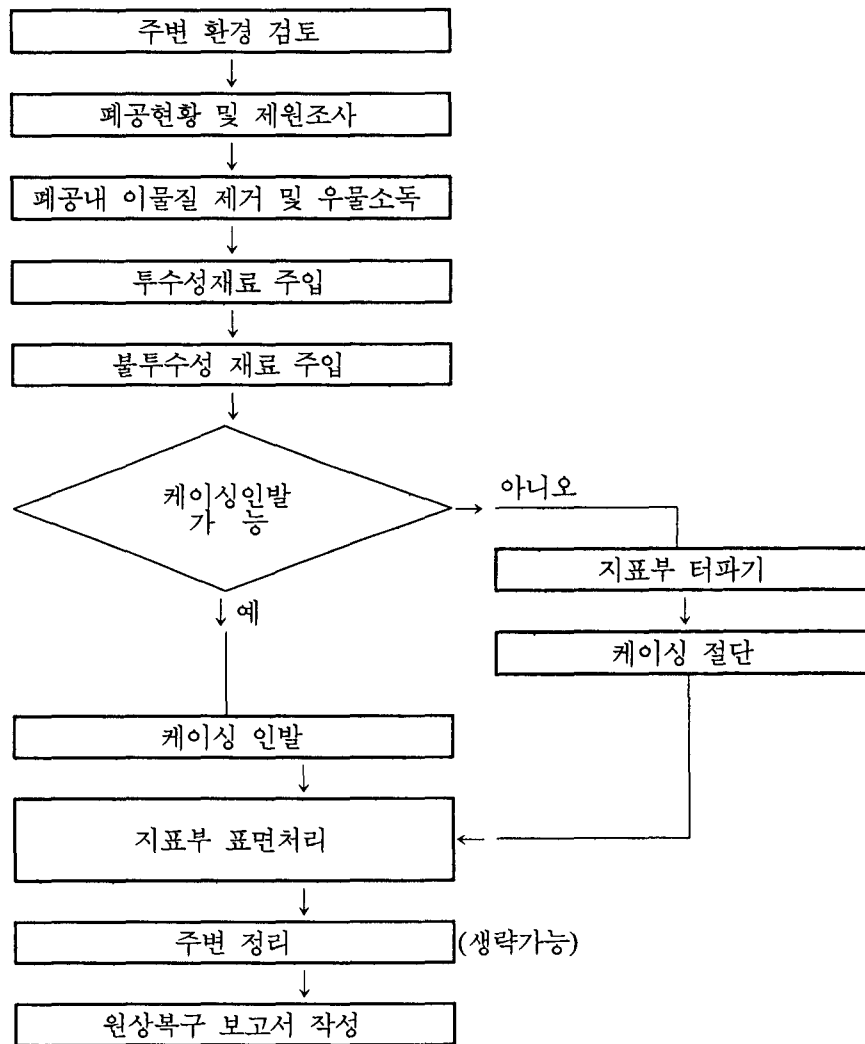 주변 환경 검토
폐공현황 및 제원조사
폐공내 이물질 제거 및 우물소독
투수성재료 주입
불투수성 재료 주입
케이싱인발
가 능
아니오
지표부 터파기
케이싱 절단
예
케이싱 인발
지표부 표면처리
주변 정리
(생략가능)
원상복구 보고서 작성